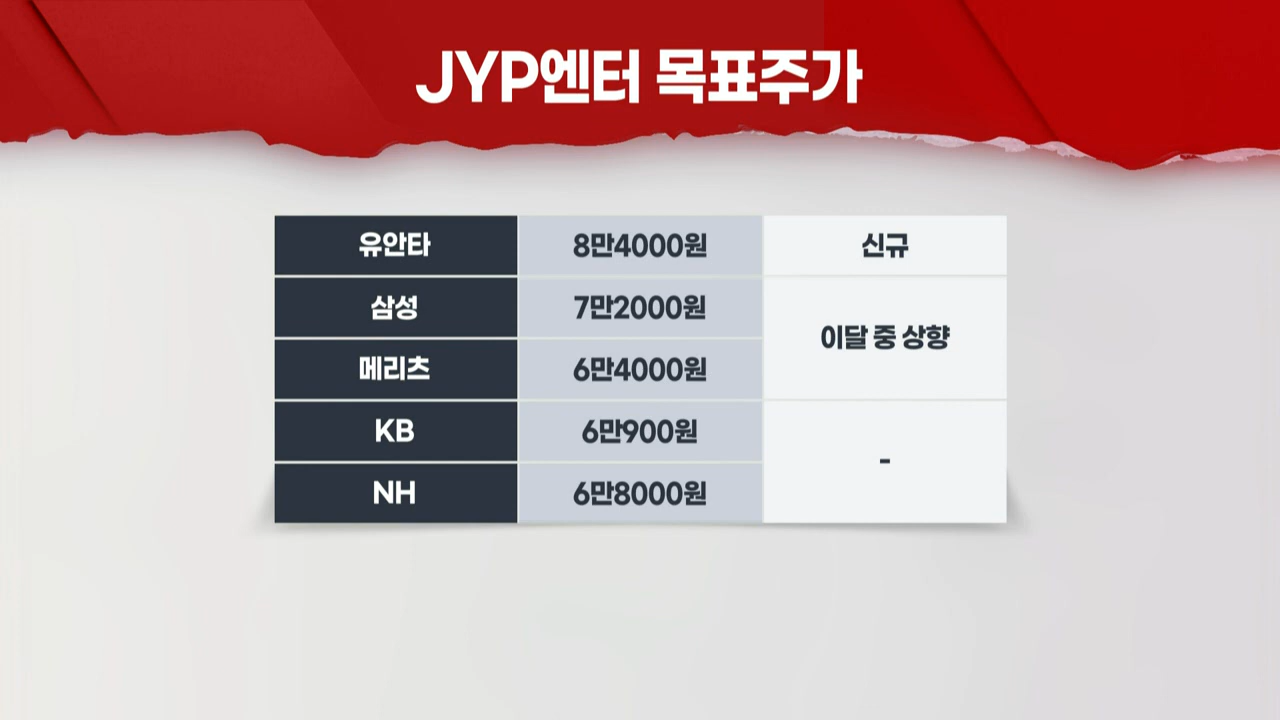 JYP엔터 목표주가
유안타 8만4000원 신규
삼성 7만2000원
이달 중 상향
메리츠 6만4000원
KB 6만900원
-
NH 6만8000원